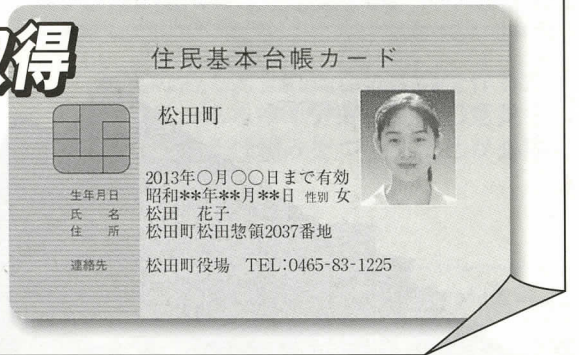 得
住民基本台帳カード
松田町
2013年○月○○日まで有効
生年月日 昭和**年**月**日 性別 女
氏 名 松田 花子
住 所 松田町松田惣領2037番地
連絡先 松田町役場 TEL:0465-83-1225